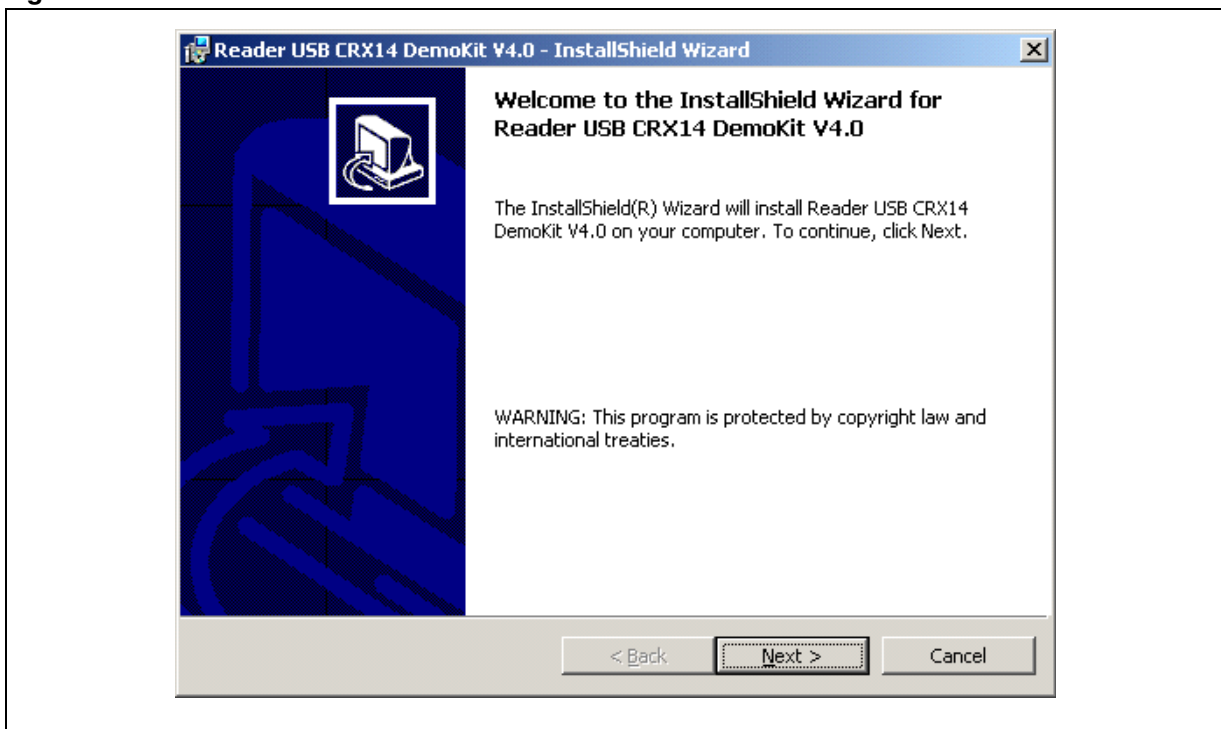 Reader USB CRX14 DemoKit V4.0 - InstallShield Wizard
Welcome to the InstallShield Wizard for
Reader USB CRX14 DemoKit V4.0
The InstallShield(R) Wizard will install Reader USB CRX14
DemoKit V4.0 on your computer. To continue, click Next.
WARNING: This program is protected by copyright law and
international treaties.
< Back Next > Cancel